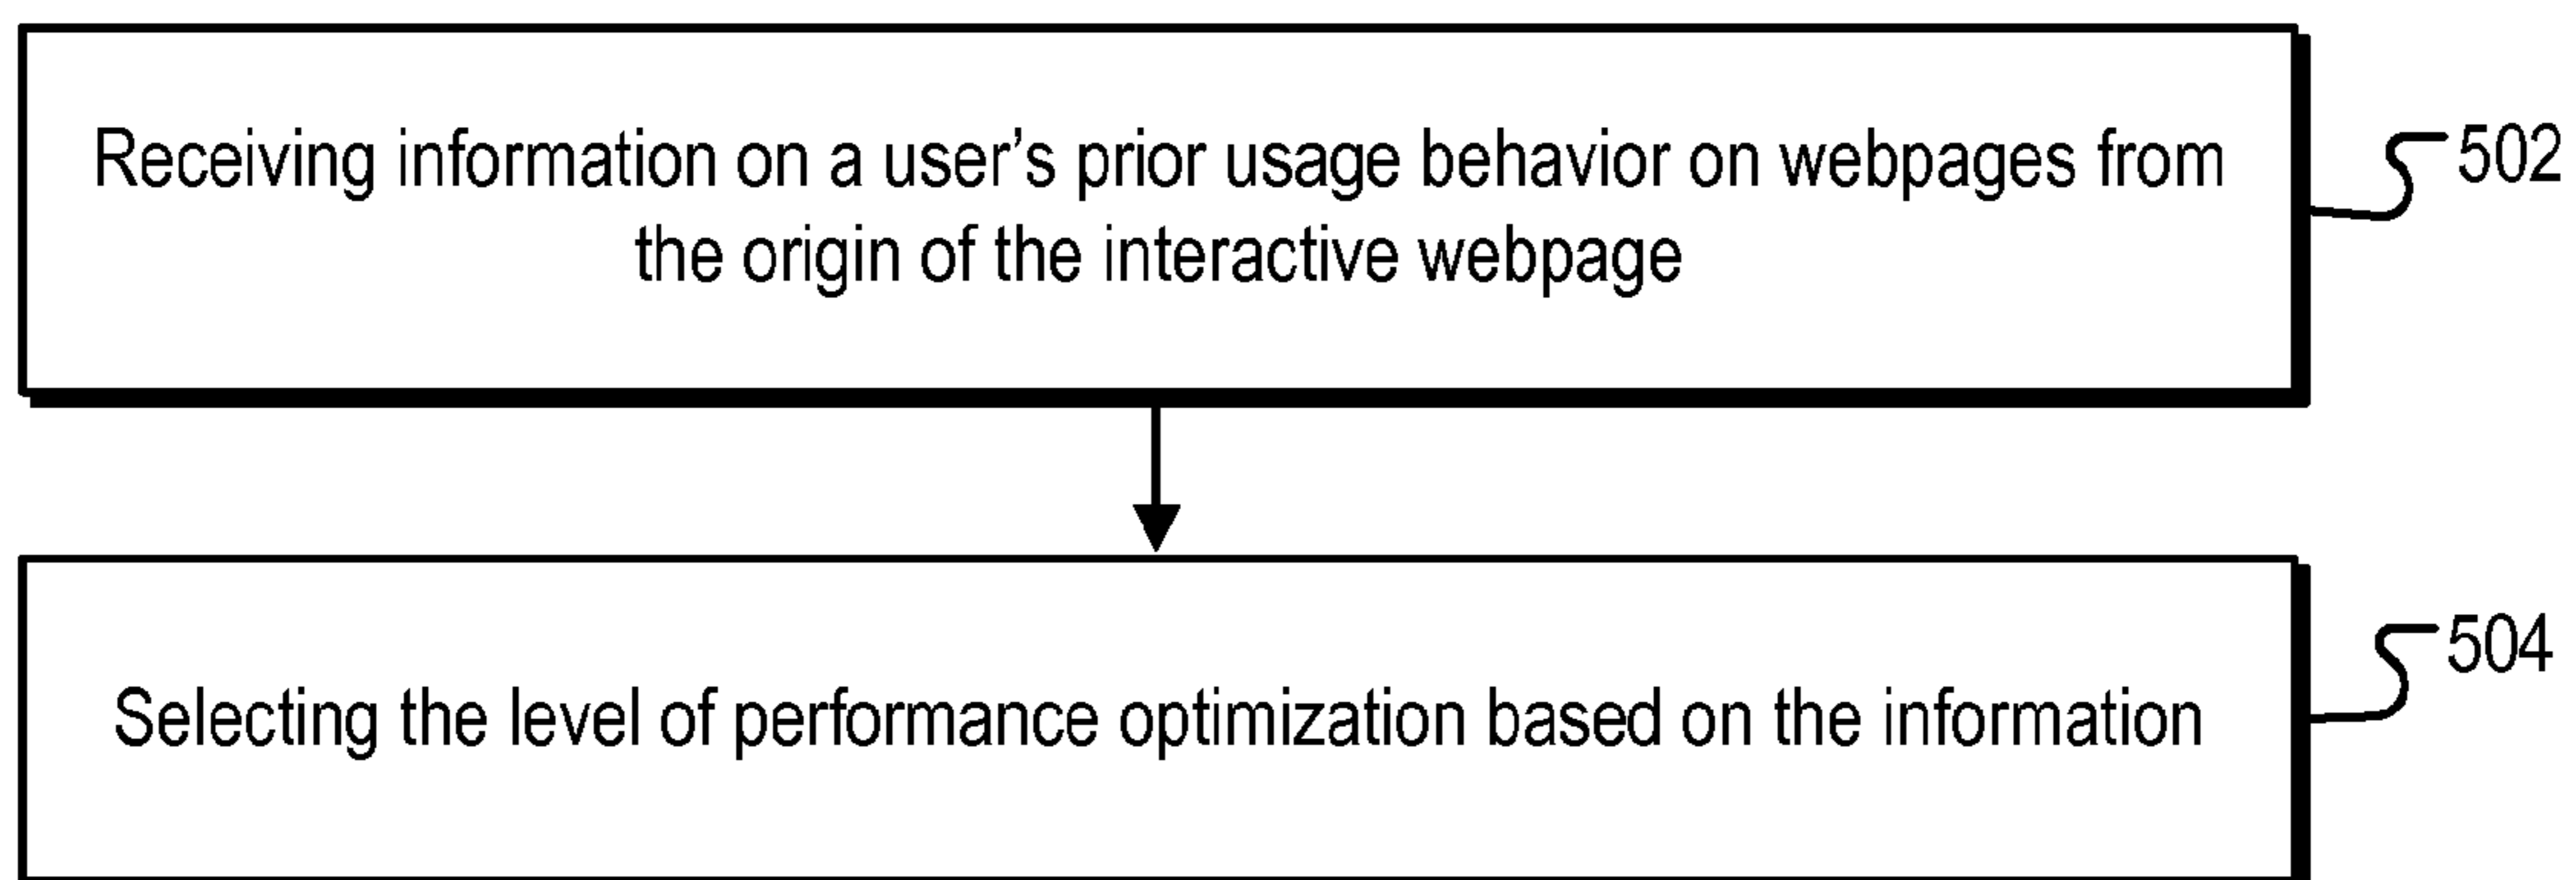 Receiving information on a user’s prior usage behavior on webpages from
the origin of the interactive webpage
502
Selecting the level of performance optimization based on the information
504